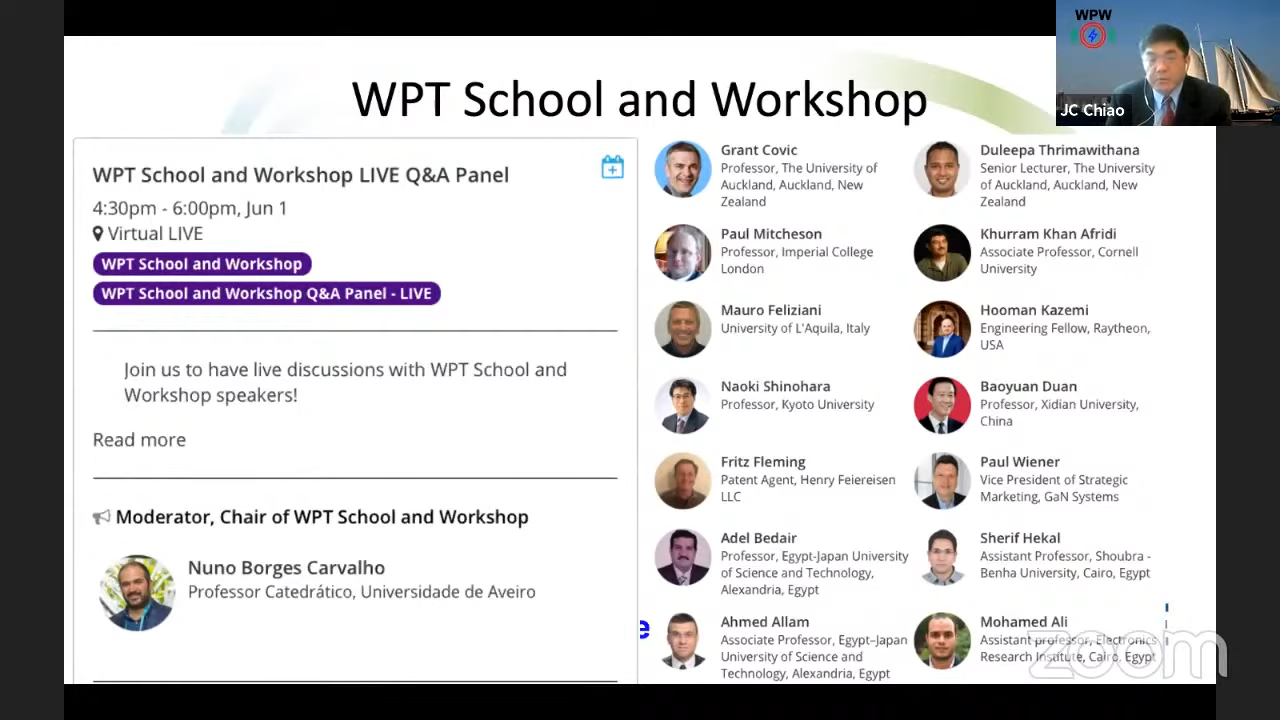 WPW
JC Chiao
WPT School and Workshop
WPT School and Workshop LIVE Q&A Panel
4:30pm - 6:00pm, Jun 1
Virtual LIVE
WPT School and Workshop
WPT School and Workshop Q&A Panel - LIVE
Join us to have live discussions with WPT School and
Workshop speakers!
Read more
Moderator, Chair of WPT School and Workshop
Nuno Borges Carvalho
Professor Catedrático, Universidade de Aveiro
e
Grant Covic
Professor, The University of
Auckland, Auckland, New
Zealand
Duleepa Thrimawithana
Senior Lecturer, The University
of Auckland, Auckland, New
Zealand
Paul Mitcheson
Professor, Imperial College
London
Khurram Khan Afridi
Associate Professor, Cornell
University
Mauro Feliziani
University of L'Aquila, Italy
Hooman Kazemi
Engineering Fellow, Raytheon,
USA
Naoki Shinohara
Professor, Kyoto University
Baoyuan Duan
Professor, Xidian University,
China
Fritz Fleming
Patent Agent, Henry Feiereisen
LLC
Paul Wiener
Vice President of Strategic
Marketing, GaN Systems
Adel Bedair
Professor, Egypt-Japan University
of Science and Technology,
Alexandria, Egypt
Sherif Hekal
Assistant Professor, Shoubra -
Benha University, Cairo, Egypt
Ahmed Allam
Associate Professor, Egypt–Japan
University of Science and
Technology, Alexandria, Egypt
Mohamed Ali
Assistant professor, Electronics
Research Institute, Cairo, Egypt
zoom